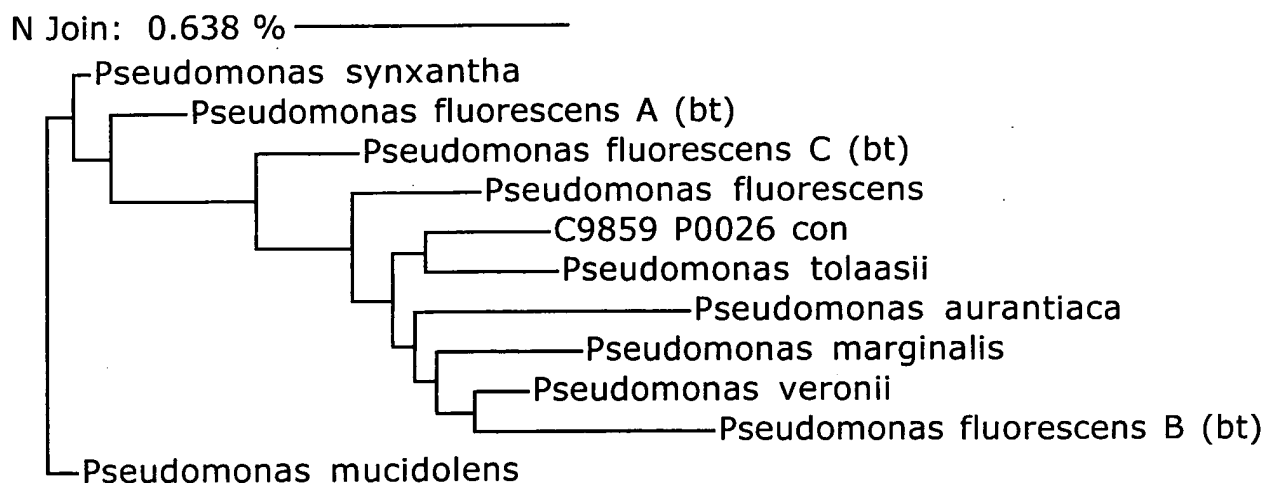 N Join: 0.638 %
Pseudomonas synxantha
Pseudomonas fluorescens A (bt)
Pseudomonas fluorescens C (bt)
Pseudomonas fluorescens
C9859 P0026 con
Pseudomonas tolaasii
Pseudomonas aurantiaca
Pseudomonas marginalis
Pseudomonas veronii
Pseudomonas fluorescens B (bt)
Pseudomonas mucidolens